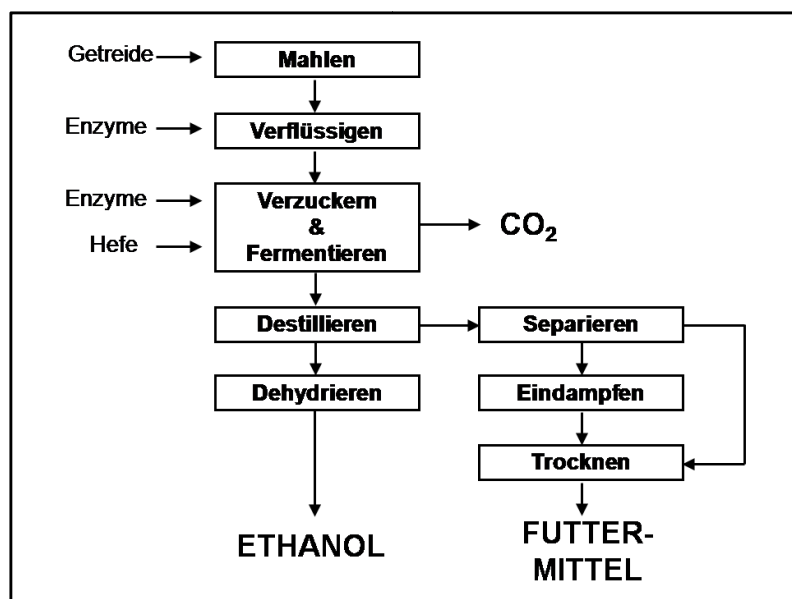 Getreide
Mahlen
Enzyme
Verflüssigen
Enzyme
Hefe
Verzuckern
&
Fermentieren
CO₂
Destillieren
Separieren
Dehydrieren
Eindampfen
Trocknen
ETHANOL
FUTTER-
MITTEL